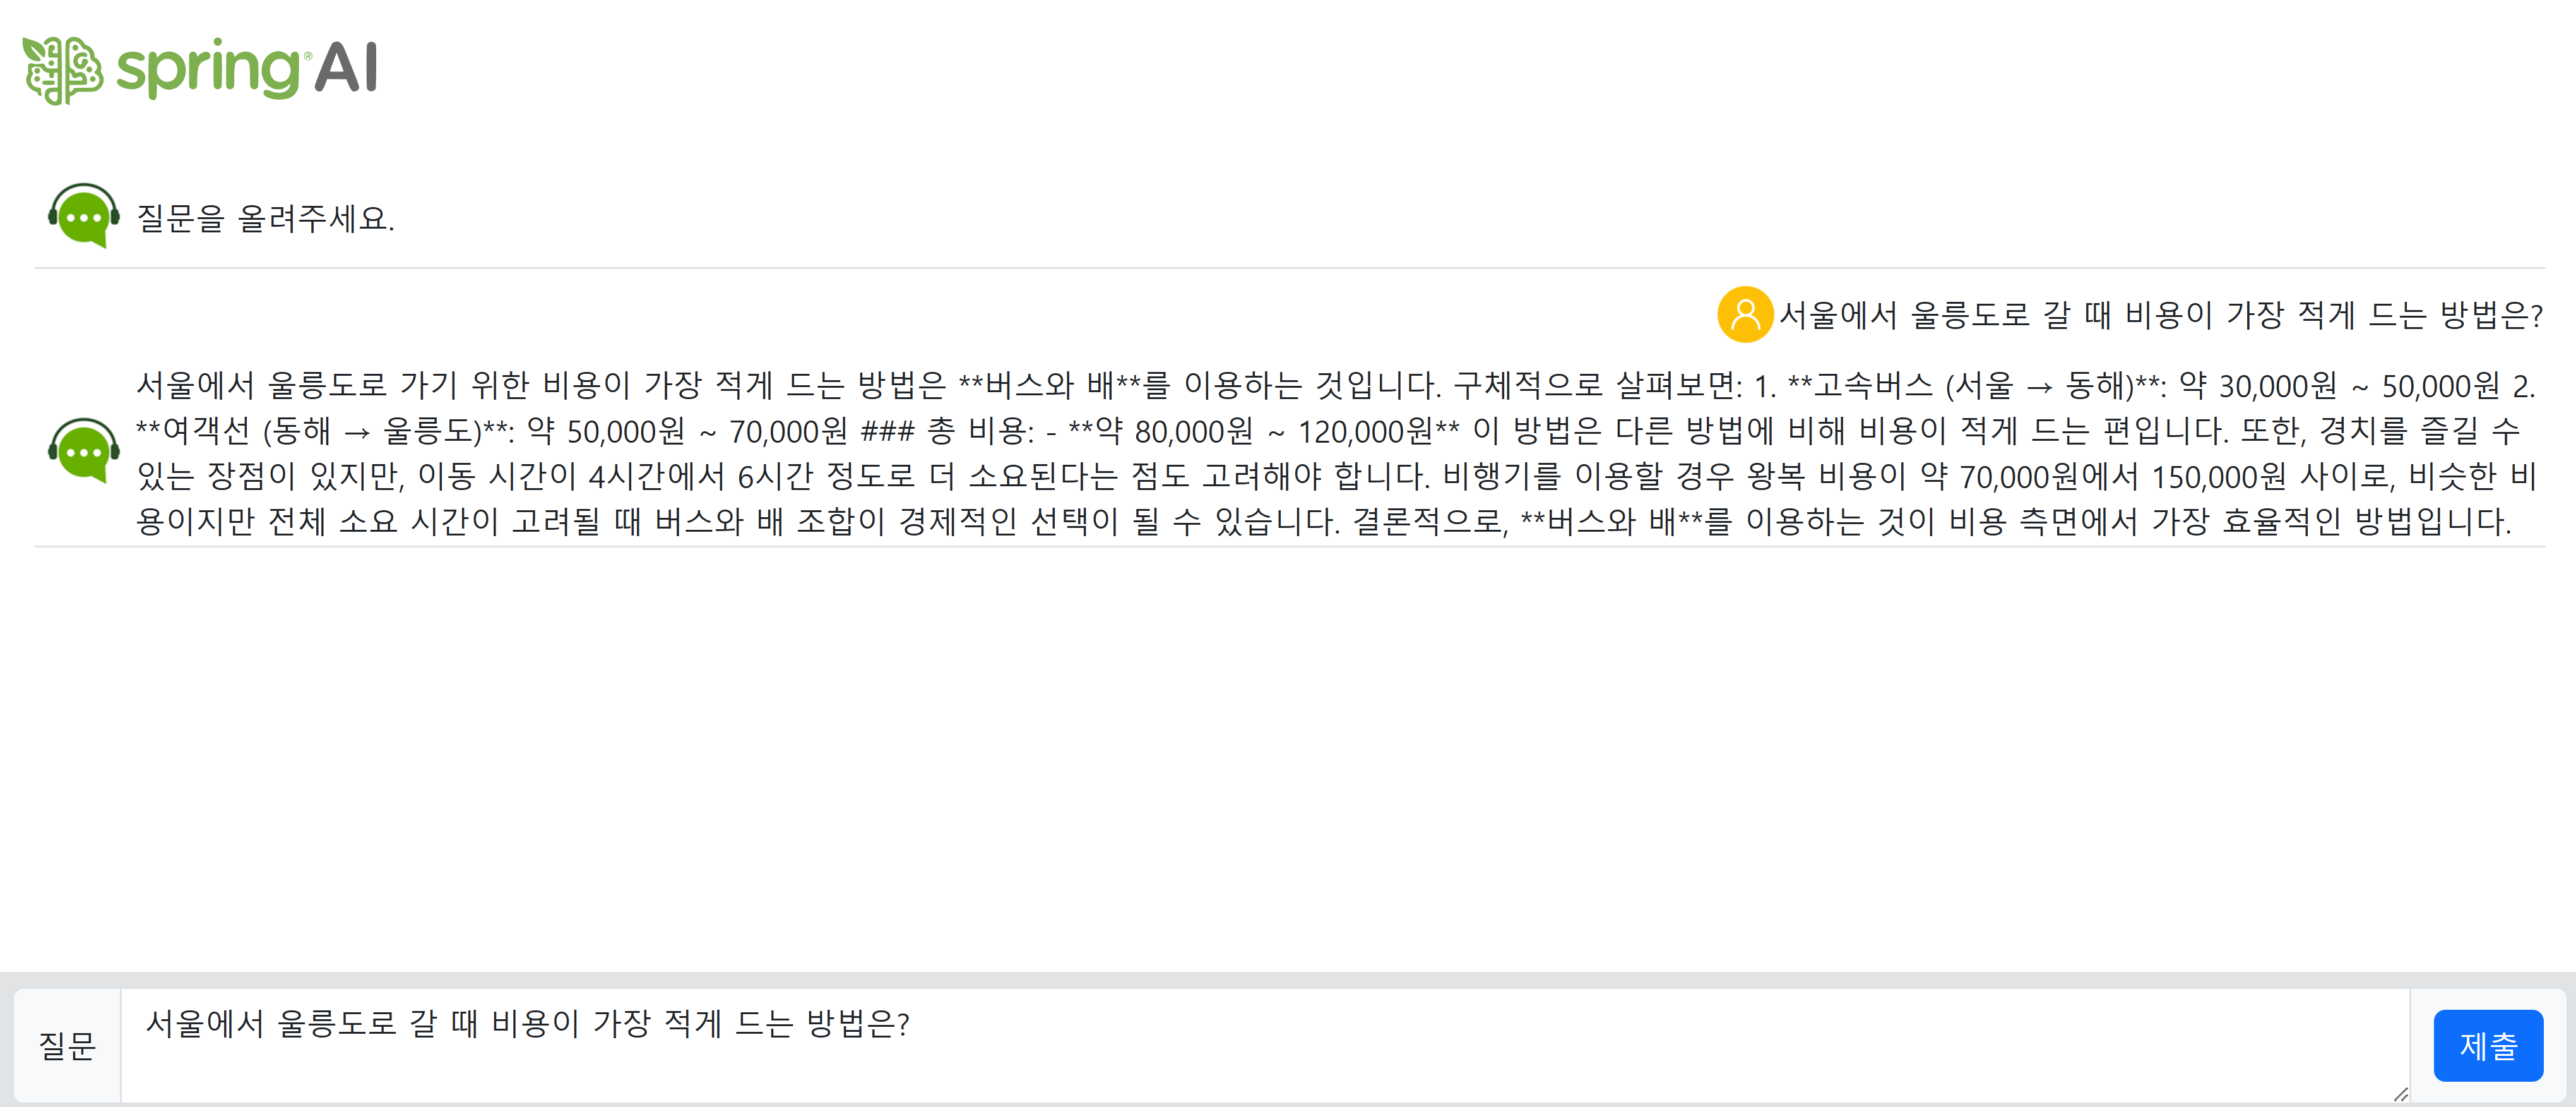 spring® AI
질문을 올려주세요.
서울에서 울릉도로 갈 때 비용이 가장 적게 드는 방법은?
서울에서 울릉도로 가기 위한 비용이 가장 적게 드는 방법은 **버스와 배**를 이용하는 것입니다. 구체적으로 살펴보면: 1. **고속버스 (서울 → 동해)**: 약 30,000원 ~ 50,000원 2.
**여객선 (동해 → 울릉도)**: 약 50,000원 ~ 70,000원 ### 총 비용: - **약 80,000원 ~ 120,000원** 이 방법은 다른 방법에 비해 비용이 적게 드는 편입니다. 또한, 경치를 즐길 수
있는 장점이 있지만, 이동 시간이 4시간에서 6시간 정도로 더 소요된다는 점도 고려해야 합니다. 비행기를 이용할 경우 왕복 비용이 약 70,000원에서 150,000원 사이로, 비슷한 비
용이지만 전체 소요 시간이 고려될 때 버스와 배 조합이 경제적인 선택이 될 수 있습니다. 결론적으로, **버스와 배**를 이용하는 것이 비용 측면에서 가장 효율적인 방법입니다.
질문
서울에서 울릉도로 갈 때 비용이 가장 적게 드는 방법은?
제출